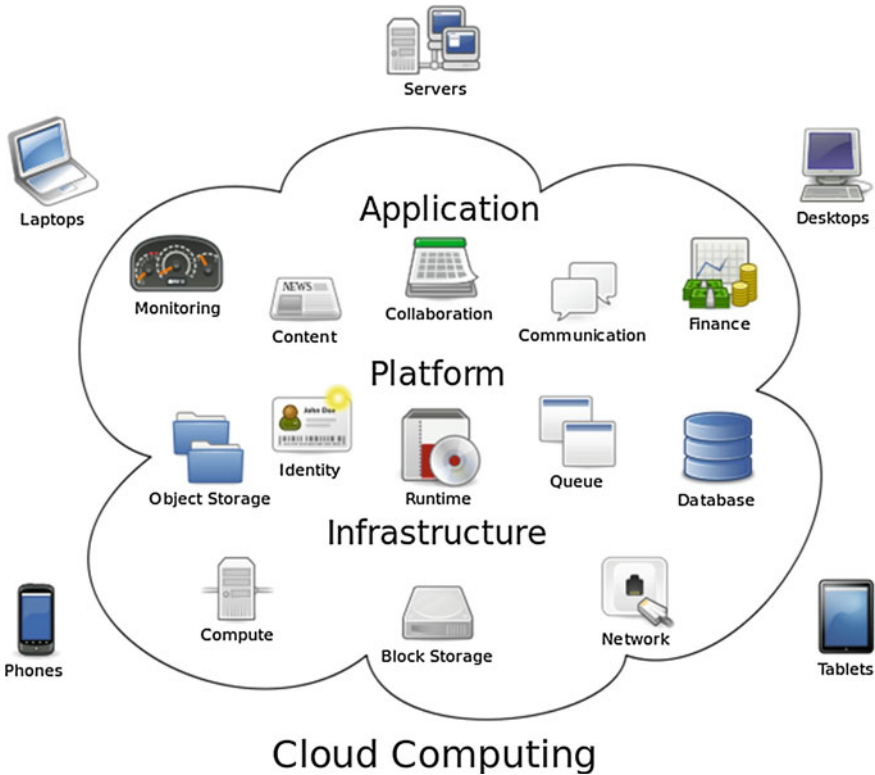 Servers
Laptops
Desktops
Application
Monitoring
NEWS
Content
Collaboration
Communication
Finance
Platform
John Doe
Object Storage
Identity
Runtime
Queue
Database
Infrastructure
Compute
Block Storage
Network
Phones
Tablets
Cloud Computing